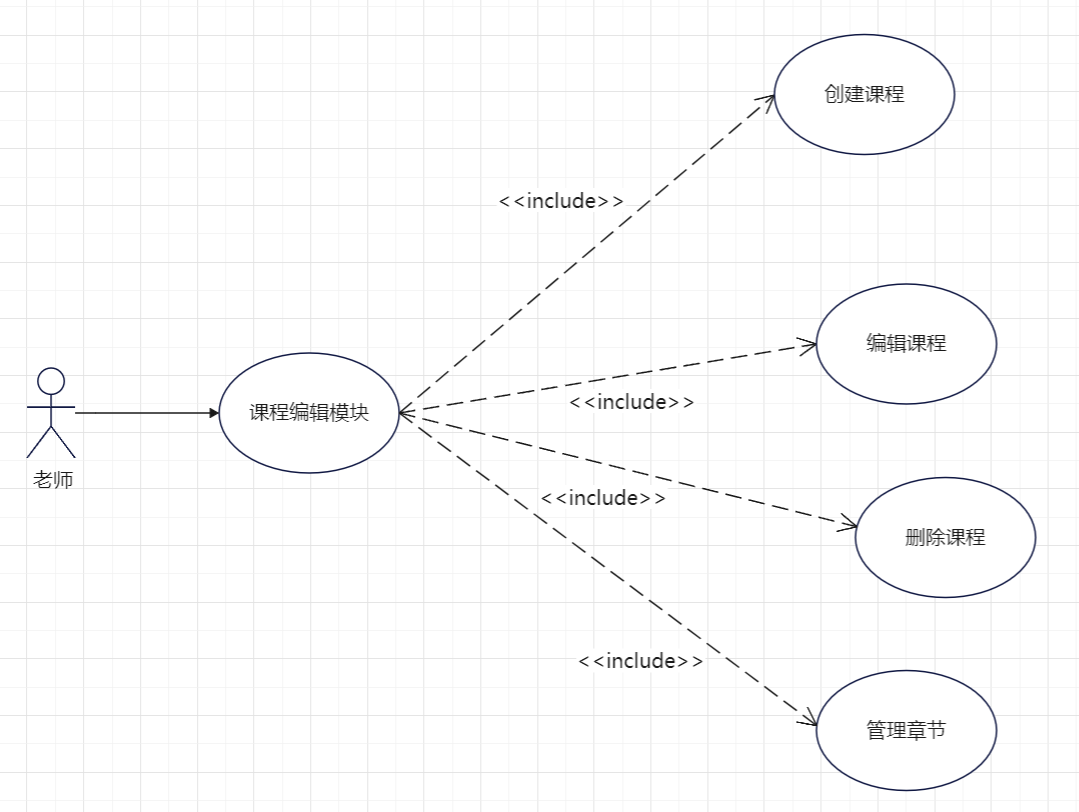 创建课程
<<include>>
编辑课程
<<include>>
课程编辑模块
老师
<<include>>
删除课程
<<include>>
管理章节